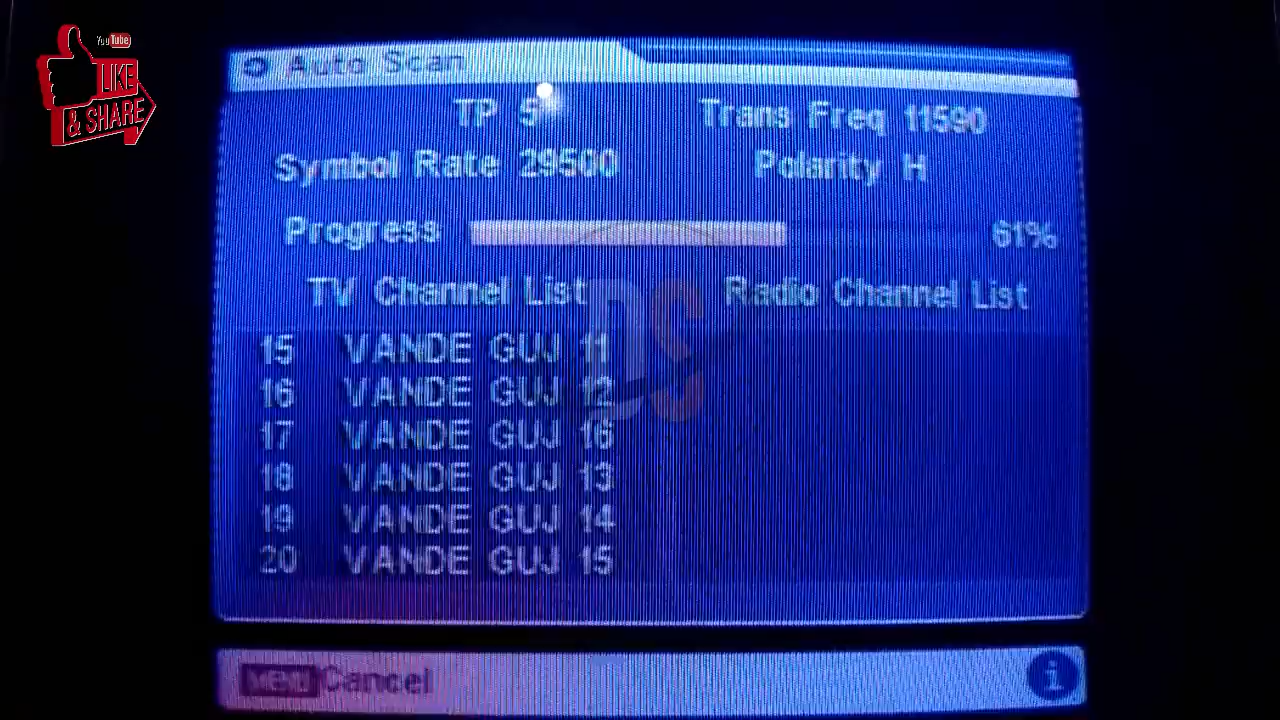 YouTube
LIKE
& SHARE
Auto Scan
TP 5
Trans Freq 11590
Symbol Rate 29500
Polarity H
Progress
61%
TV Channel List
Radio Channel List
15 VANDE GUJ 11
16 VANDE GUJ 12
17 VANDE GUJ 16
18 VANDE GUJ 13
19 VANDE GUJ 14
20 VANDE GUJ 15
DS
Menu Cancel
i